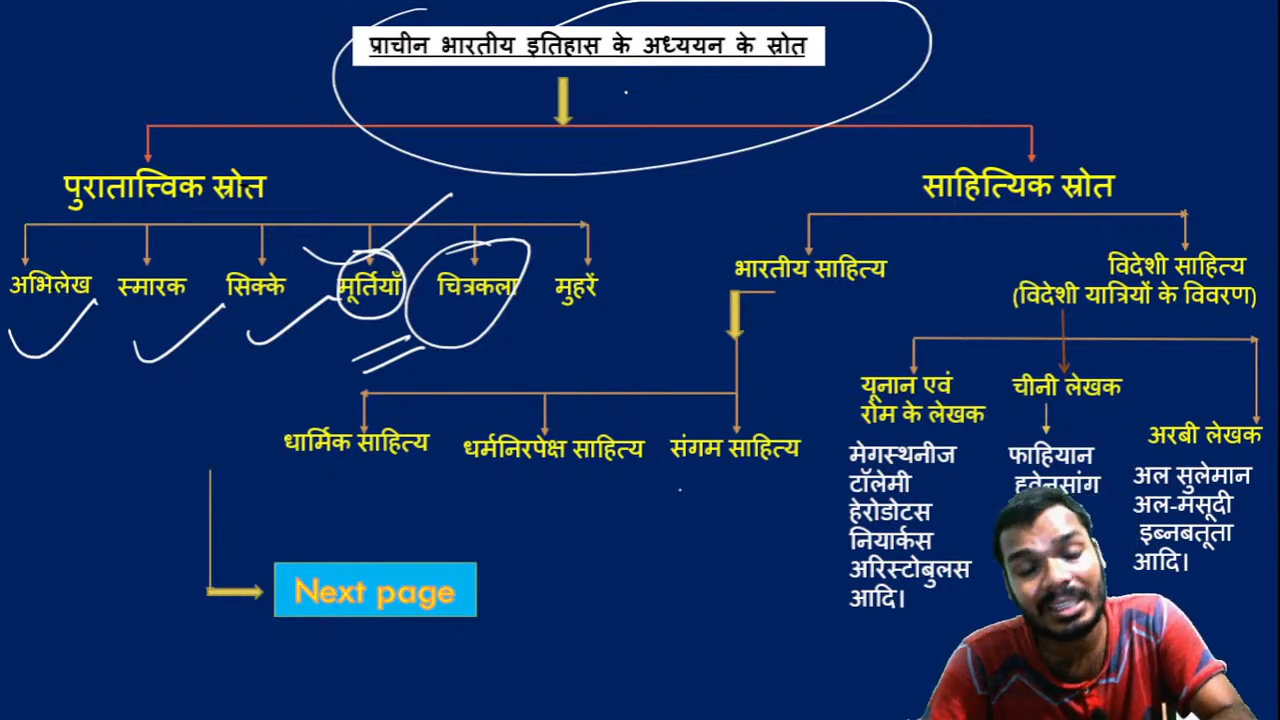 प्राचीन भारतीय इतिहास के अध्ययन के स्रोत
पुरातात्त्विक स्रोत
साहित्यिक स्रोत
अभिलेख
स्मारक
सिक्के
मूर्तियाँ
चित्रकला
मुहरें
भारतीय साहित्य
विदेशी साहित्य
(विदेशी यात्रियों के विवरण)
धार्मिक साहित्य
धर्मनिरपेक्ष साहित्य
संगम साहित्य
यूनान एवं
रोम के लेखक
मेगस्थनीज
टॉलेमी
हेरोडोटस
नियार्कस
अरिस्टोबुलस
आदि।
चीनी लेखक
फाहियान
ह्वेनसांग
अरबी लेखक
अल सुलेमान
अल-मसूदी
इब्नबतूता
आदि।
Next page